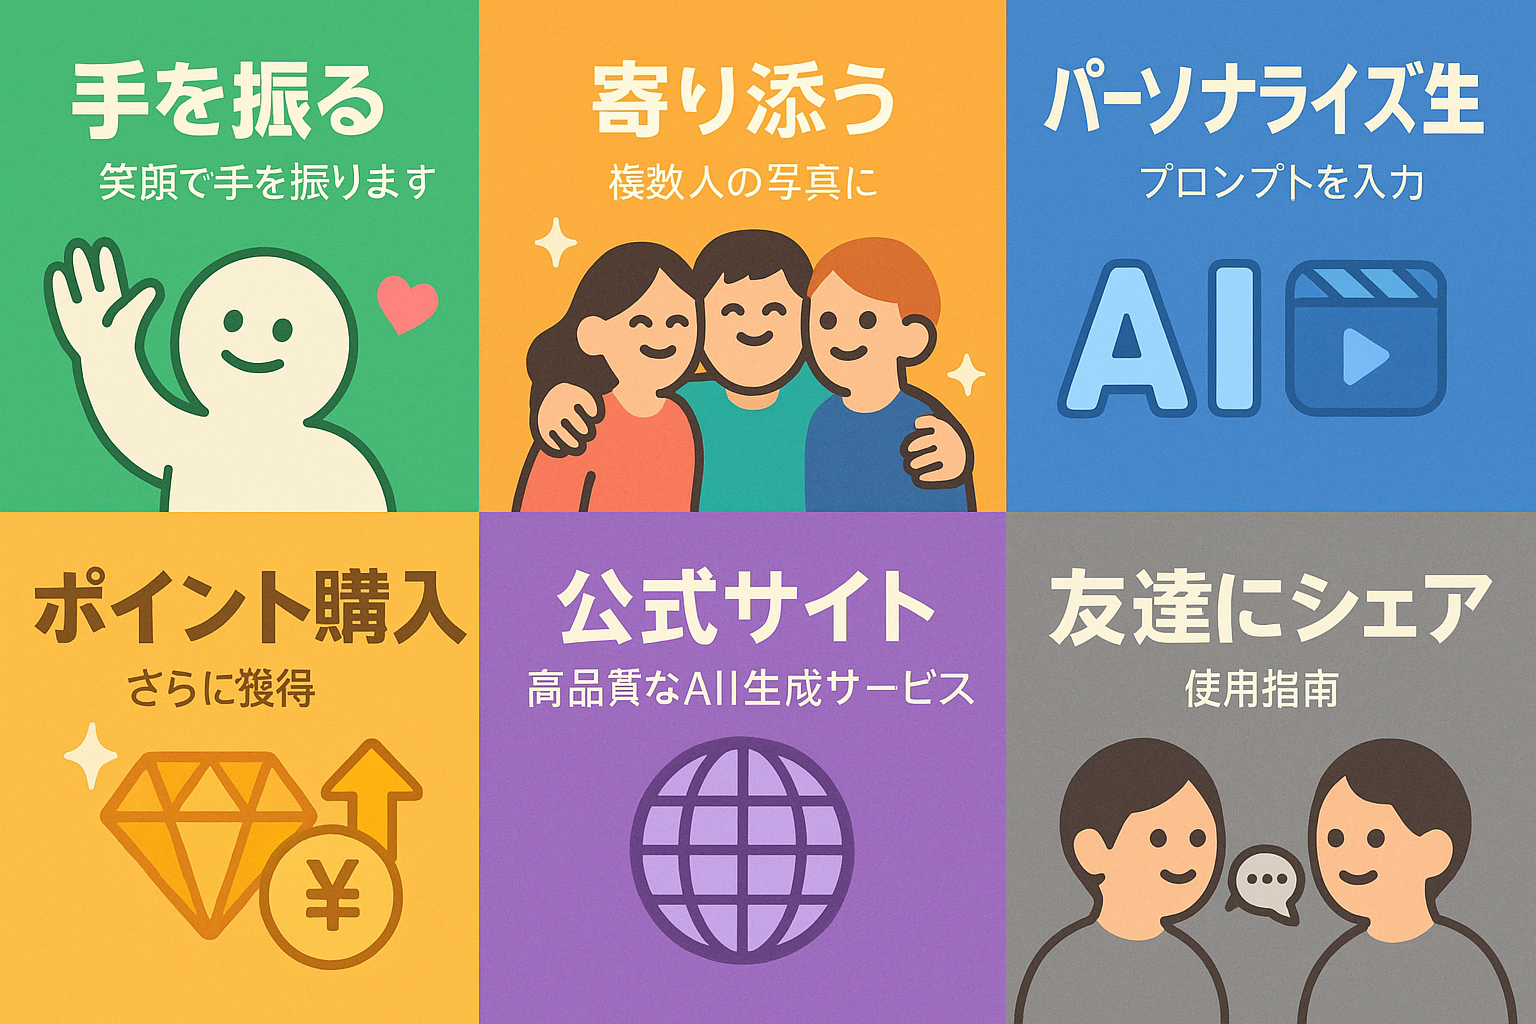 手を振る
笑顔で手を振ります
寄り添う
複数人の写真に
パーソナライズ生
プロンプトを入力
AI
ポイント購入
さらに獲得
¥
公式サイト
高品質なAII生成サービス
友達にシェア
使用指南